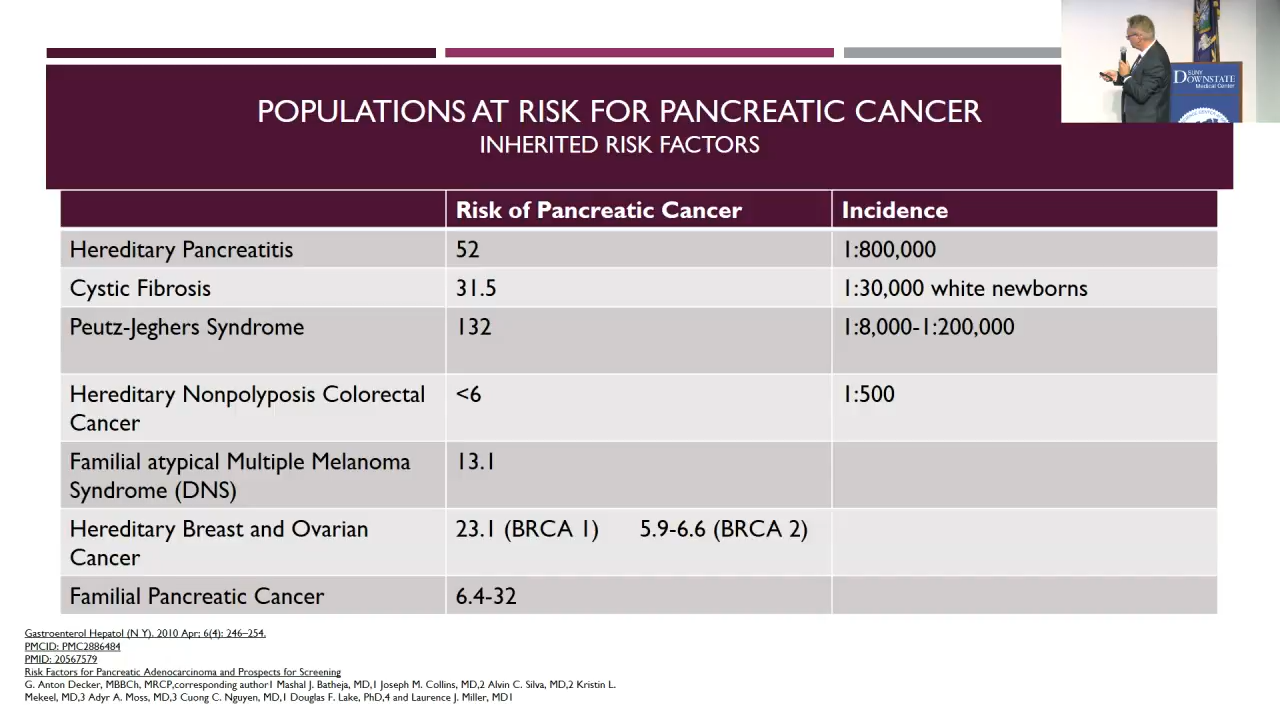 POPULATIONS AT RISK FOR PANCREATIC CANCER
INHERITED RISK FACTORS
SUNY
DOWNSTATE
Medical Center
Risk of Pancreatic Cancer Incidence
Hereditary Pancreatitis 52 1:800,000
Cystic Fibrosis 31.5 1:30,000 white newborns
Peutz-Jeghers Syndrome 132 1:8,000-1:200,000
Hereditary Nonpolyposis Colorectal <6 1:500
Cancer
Familial atypical Multiple Melanoma 13.1
Syndrome (DNS)
Hereditary Breast and Ovarian 23.1 (BRCA 1) 5.9-6.6 (BRCA 2)
Cancer
Familial Pancreatic Cancer 6.4-32
Gastroenterol Hepatol (N Y). 2010 Apr; 6(4): 246–254.
PMCID: PMC2886484
PMID: 20567579
Risk Factors for Pancreatic Adenocarcinoma and Prospects for Screening
G. Anton Decker, MBBCh, MRCP,corresponding author1 Mashal J. Batheja, MD,1 Joseph M. Collins, MD,2 Alvin C. Silva, MD,2 Kristin L.
Mekeel, MD,3 Adyr A. Moss, MD,3 Cuong C. Nguyen, MD,1 Douglas F. Lake, PhD,4 and Laurence J. Miller, MD1